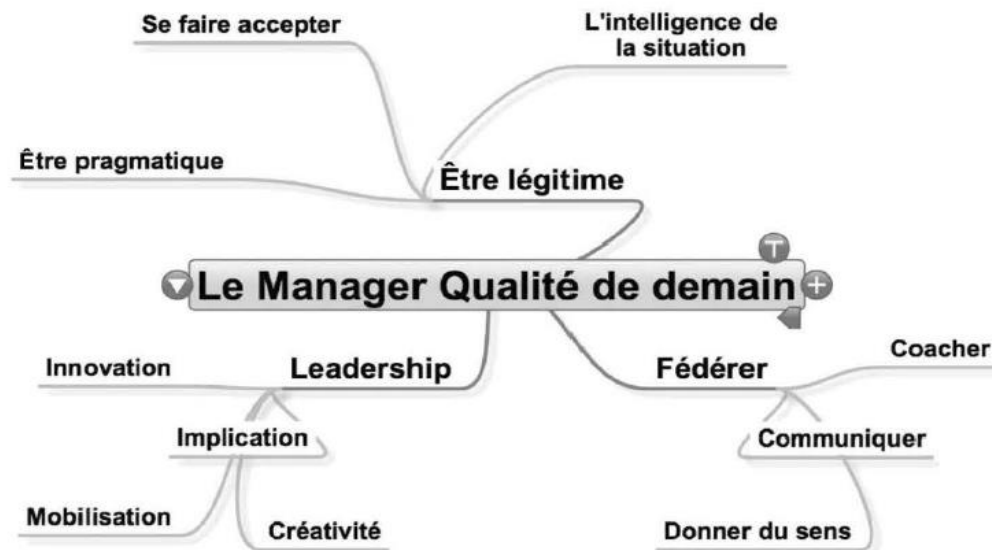 Se faire accepter
L'intelligence de
la situation
Être pragmatique
Être légitime
T
Le Manager Qualité de demain
Innovation
Leadership
Fédérer
Coacher
Implication
Communiquer
Mobilisation
Créativité
Donner du sens